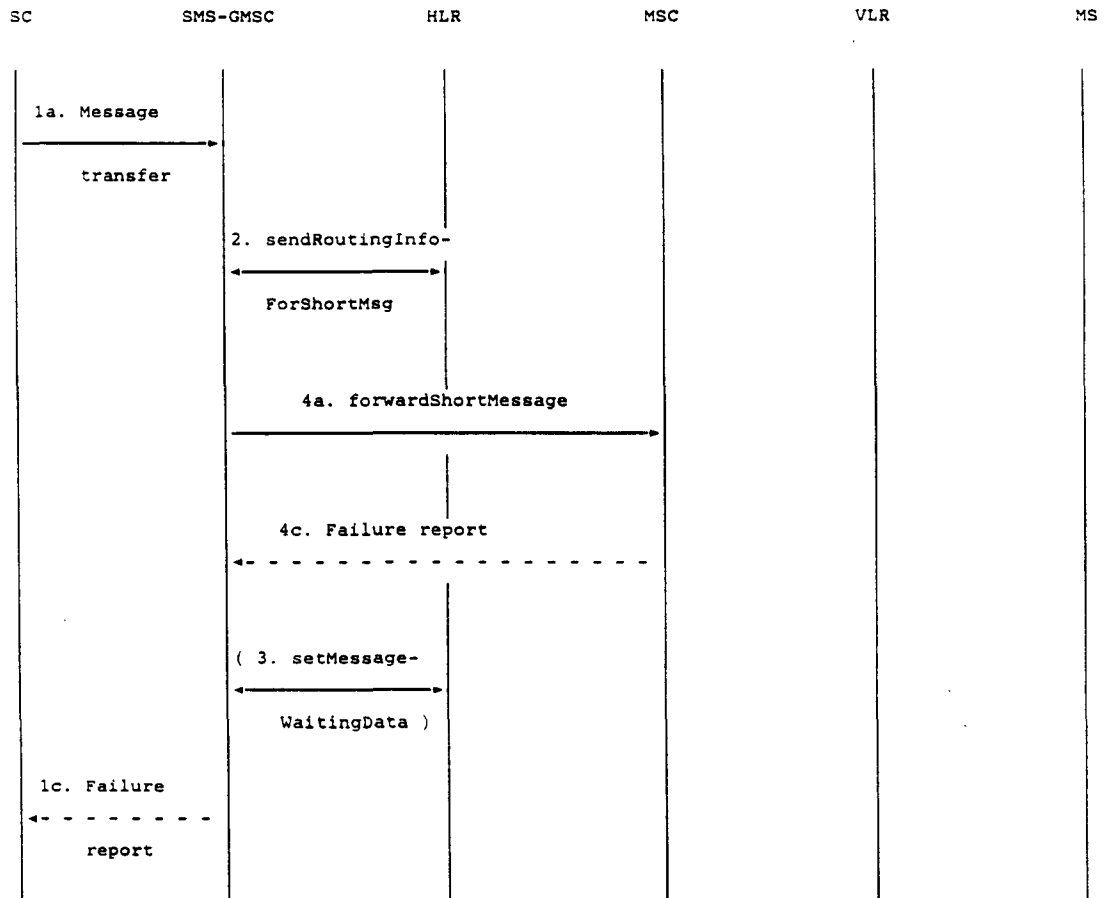 SC SMS-GMSC HLR MSC VLR MS
1a. Message
transfer
2. sendRoutingInfo-
ForShortMsg
4a. forwardShortMessage
4c. Failure report
( 3. setMessage-
WaitingData )
1c. Failure
report